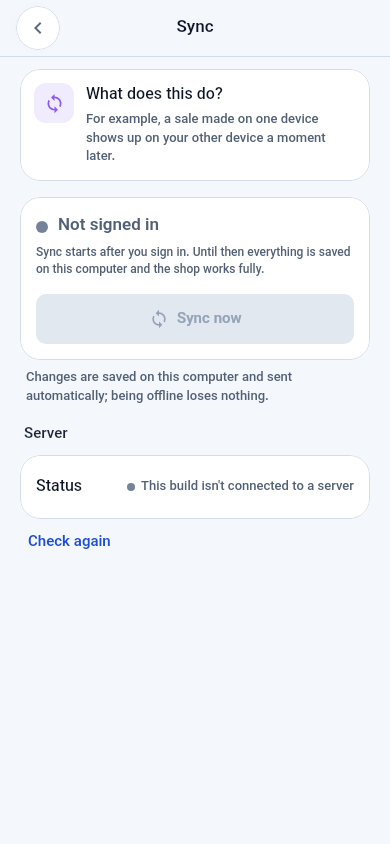 Sync
What does this do?
For example, a sale made on one device
shows up on your other device a moment
later.
Not signed in
Sync starts after you sign in. Until then everything is saved
on this computer and the shop works fully.
Sync now
Changes are saved on this computer and sent
automatically; being offline loses nothing.
Server
Status
This build isn't connected to a server
Check again